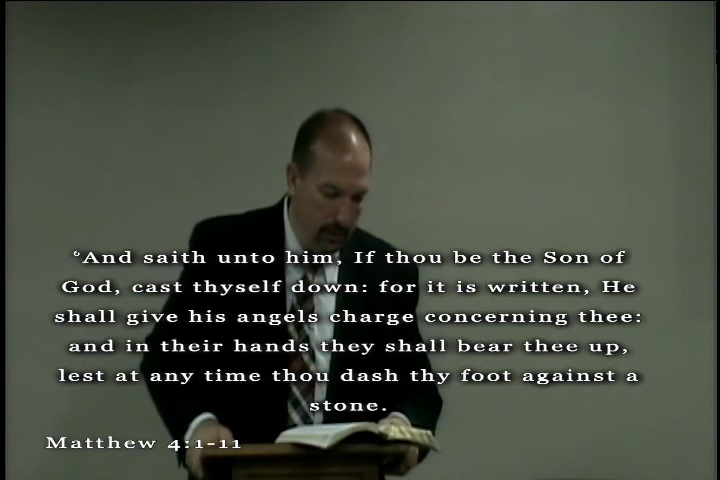 ⁶And saith unto him, If thou be the Son of
God, cast thyself down: for it is written, He
shall give his angels charge concerning thee:
and in their hands they shall bear thee up,
lest at any time thou dash thy foot against a
stone.
Matthew 4:1-11